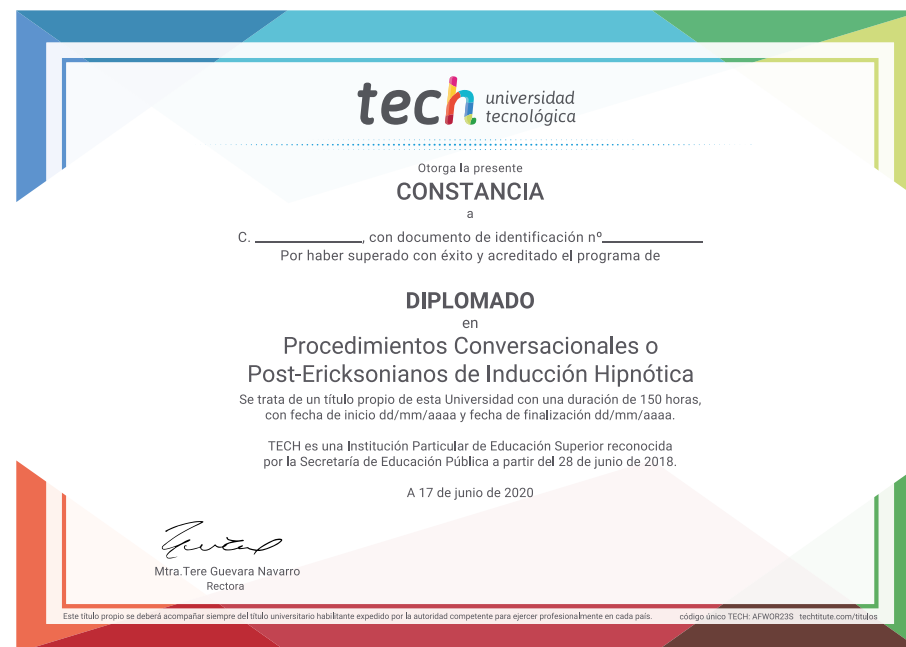 tech universidad
tecnológica
Otorga la presente
CONSTANCIA
a
C. ______________, con documento de identificación nº_____________
Por haber superado con éxito y acreditado el programa de
DIPLOMADO
en
Procedimientos Conversacionales o
Post-Ericksonianos de Inducción Hipnótica
Se trata de un título propio de esta Universidad con una duración de 150 horas,
con fecha de inicio dd/mm/aaaa y fecha de finalización dd/mm/aaaa.
TECH es una Institución Particular de Educación Superior reconocida
por la Secretaría de Educación Pública a partir del 28 de junio de 2018.
A 17 de junio de 2020
Mtra.Tere Guevara Navarro
Rectora
Este título propio se deberá acompañar siempre del título universitario habilitante expedido por la autoridad competente para ejercer profesionalmente en cada país. código único TECH: AFWOR23S techtitute.com/titulos